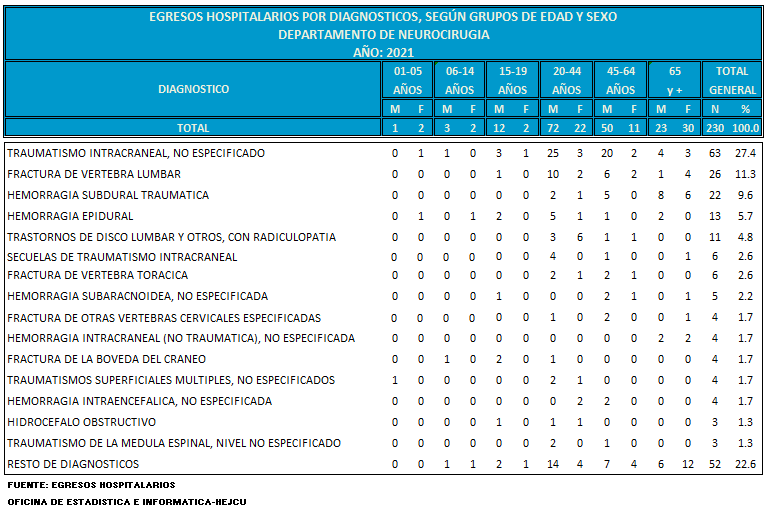 EGRESOS HOSPITALARIOS POR DIAGNOSTICOS, SEGÚN GRUPOS DE EDAD Y SEXO
DEPARTAMENTO DE NEUROCIRUGIA
AÑO: 2021
DIAGNOSTICO 01-05 AÑOS 06-14 AÑOS 15-19 AÑOS 20-44 AÑOS 45-64 AÑOS 65 y + TOTAL GENERAL
M F M F M F M F M F M F N %
TOTAL 1 2 3 2 12 2 72 22 50 11 23 30 230 100.0
TRAUMATISMO INTRACRANEAL, NO ESPECIFICADO 0 1 1 0 3 1 25 3 20 2 4 3 63 27.4
FRACTURA DE VERTEBRA LUMBAR 0 0 0 0 1 0 10 2 6 2 1 4 26 11.3
HEMORRAGIA SUBDURAL TRAUMATICA 0 0 0 0 0 0 2 1 5 0 8 6 22 9.6
HEMORRAGIA EPIDURAL 0 1 0 1 2 0 5 1 1 0 2 0 13 5.7
TRASTORNOS DE DISCO LUMBAR Y OTROS, CON RADICULOPATIA 0 0 0 0 0 0 3 6 1 1 0 0 11 4.8
SECUELAS DE TRAUMATISMO INTRACRANEAL 0 0 0 0 0 0 4 0 1 0 0 1 6 2.6
FRACTURA DE VERTEBRA TORACICA 0 0 0 0 0 0 2 1 2 1 0 0 6 2.6
HEMORRAGIA SUBARACNOIDEA, NO ESPECIFICADA 0 0 0 0 1 0 0 0 2 1 0 1 5 2.2
FRACTURA DE OTRAS VERTEBRAS CERVICALES ESPECIFICADAS 0 0 0 0 0 0 1 0 2 0 0 1 4 1.7
HEMORRAGIA INTRACRANEAL (NO TRAUMATICA), NO ESPECIFICADA 0 0 0 0 0 0 0 0 0 0 2 2 4 1.7
FRACTURA DE LA BOVEDA DEL CRANEO 0 0 1 0 2 0 1 0 0 0 0 0 4 1.7
TRAUMATISMOS SUPERFICIALES MULTIPLES, NO ESPECIFICADOS 1 0 0 0 0 0 2 1 0 0 0 0 4 1.7
HEMORRAGIA INTRAENCEFALICA, NO ESPECIFICADA 0 0 0 0 0 0 0 2 2 0 0 0 4 1.7
HIDROCEFALO OBSTRUCTIVO 0 0 0 0 1 0 1 1 0 0 0 0 3 1.3
TRAUMATISMO DE LA MEDULA ESPINAL, NIVEL NO ESPECIFICADO 0 0 0 0 0 0 2 0 1 0 0 0 3 1.3
RESTO DE DIAGNOSTICOS 0 0 1 1 2 1 14 4 7 4 6 12 52 22.6
FUENTE: EGRESOS HOSPITALARIOS
OFICINA DE ESTADISTICA E INFORMATICA-HEJCU